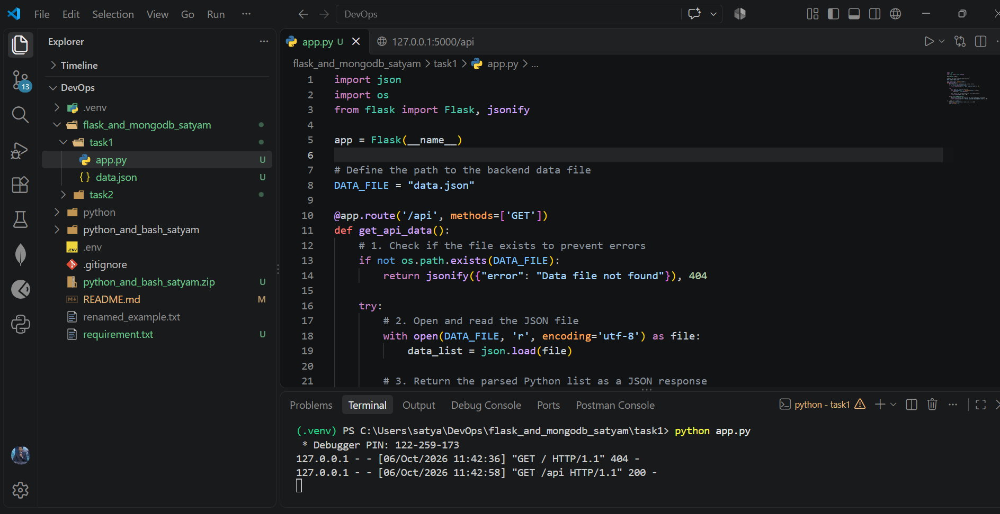 File Edit Selection View Go Run ···
DevOps
Explorer
Timeline
DevOps
.venv
flask_and_mongodb_satyam
task1
app.py U
data.json U
task2
python
python_and_bash_satyam
.env
.gitignore
python_and_bash_satyam.zip U
README.md M
renamed_example.txt
requirement.txt U
13
app.py U
127.0.0.1:5000/api
flask_and_mongodb_satyam > task1 > app.py > ...
1 import json
2 import os
3 from flask import Flask, jsonify
4
5 app = Flask(__name__)
6
7 # Define the path to the backend data file
8 DATA_FILE = "data.json"
9
10 @app.route('/api', methods=['GET'])
11 def get_api_data():
12 # 1. Check if the file exists to prevent errors
13 if not os.path.exists(DATA_FILE):
14 return jsonify({"error": "Data file not found"}), 404
15
16 try:
17 # 2. Open and read the JSON file
18 with open(DATA_FILE, 'r', encoding='utf-8') as file:
19 data_list = json.load(file)
20
21 # 3. Return the parsed Python list as a JSON response
Problems Terminal Output Debug Console Ports Postman Console
python - task1
(.venv) PS C:\Users\satya\DevOps\flask_and_mongodb_satyam\task1> python app.py
* Debugger PIN: 122-259-173
127.0.0.1 - - [06/Oct/2026 11:42:36] "GET / HTTP/1.1" 404 -
127.0.0.1 - - [06/Oct/2026 11:42:58] "GET /api HTTP/1.1" 200 -